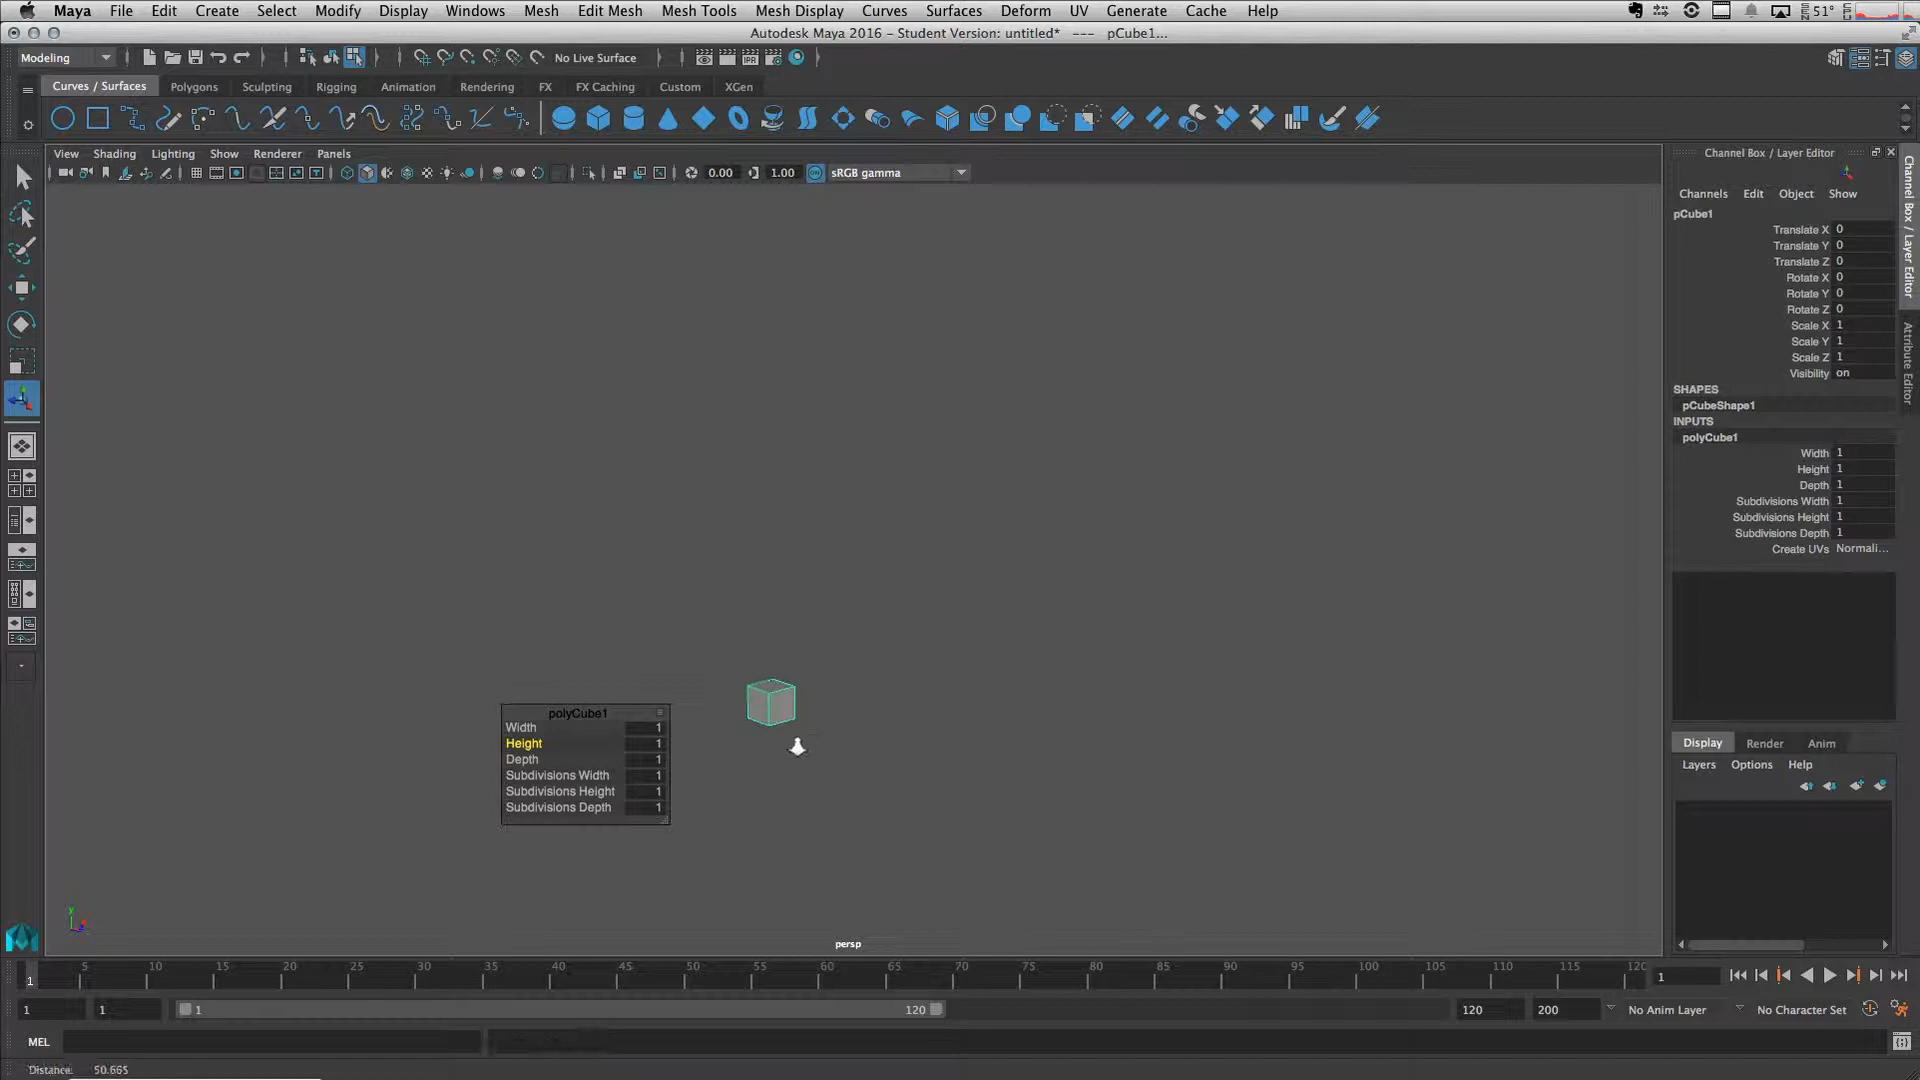 Maya File Edit Create Select Modify Display Windows Mesh Edit Mesh Mesh Tools Mesh Display Curves Surfaces Deform UV Generate Cache Help 51°
Autodesk Maya 2016 - Student Version: untitled* --- pCube1...
Modeling No Live Surface IPR
Curves / Surfaces Polygons Sculpting Rigging Animation Rendering FX FX Caching Custom XGen
View Shading Lighting Show Renderer Panels
0.00 1.00 sRGB gamma
Channel Box / Layer Editor
Channels Edit Object Show
pCube1
Translate X 0
Translate Y 0
Translate Z 0
Rotate X 0
Rotate Y 0
Rotate Z 0
Scale X 1
Scale Y 1
Scale Z 1
Visibility on
SHAPES
pCubeShape1
INPUTS
polyCube1
Width 1
Height 1
Depth 1
Subdivisions Width 1
Subdivisions Height 1
Subdivisions Depth 1
Create UVs Normali...
Channel Box / Layer Editor
Attribute Editor
polyCube1
Width 1
Height 1
Depth 1
Subdivisions Width 1
Subdivisions Height 1
Subdivisions Depth 1
Display Render Anim
Layers Options Help
y
persp
1 5 10 15 20 25 30 35 40 45 50 55 60 65 70 75 80 85 90 95 100 105 110 115 120 1
1 1 1 120 120 200 No Anim Layer No Character Set
MEL
Distance: 50.665